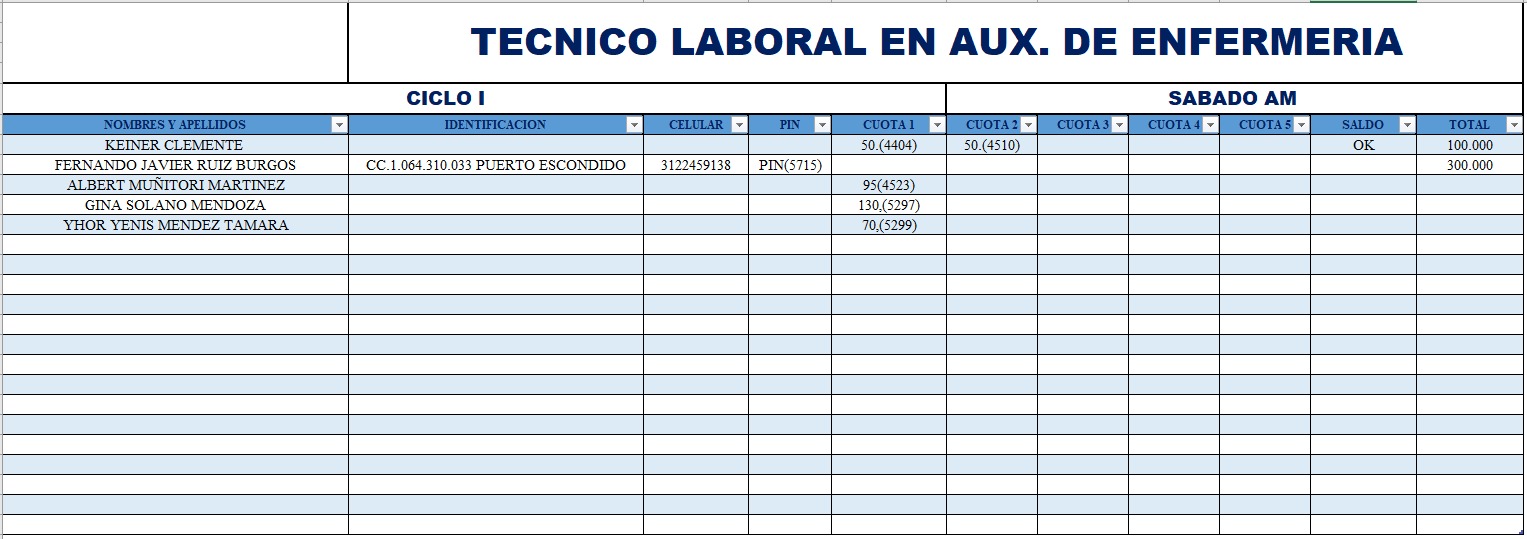 TECNICO LABORAL EN AUX. DE ENFERMERIA
CICLO I SABADO AM
NOMBRES Y APELLIDOS IDENTIFICACION CELULAR PIN CUOTA 1 CUOTA 2 CUOTA 3 CUOTA 4 CUOTA 5 SALDO TOTAL
KEINER CLEMENTE 50.(4404) 50.(4510) OK 100.000
FERNANDO JAVIER RUIZ BURGOS CC.1.064.310.033 PUERTO ESCONDIDO 3122459138 PIN(5715) 300.000
ALBERT MUÑITORI MARTINEZ 95(4523)
GINA SOLANO MENDOZA 130,(5297)
YHOR YENIS MENDEZ TAMARA 70,(5299)